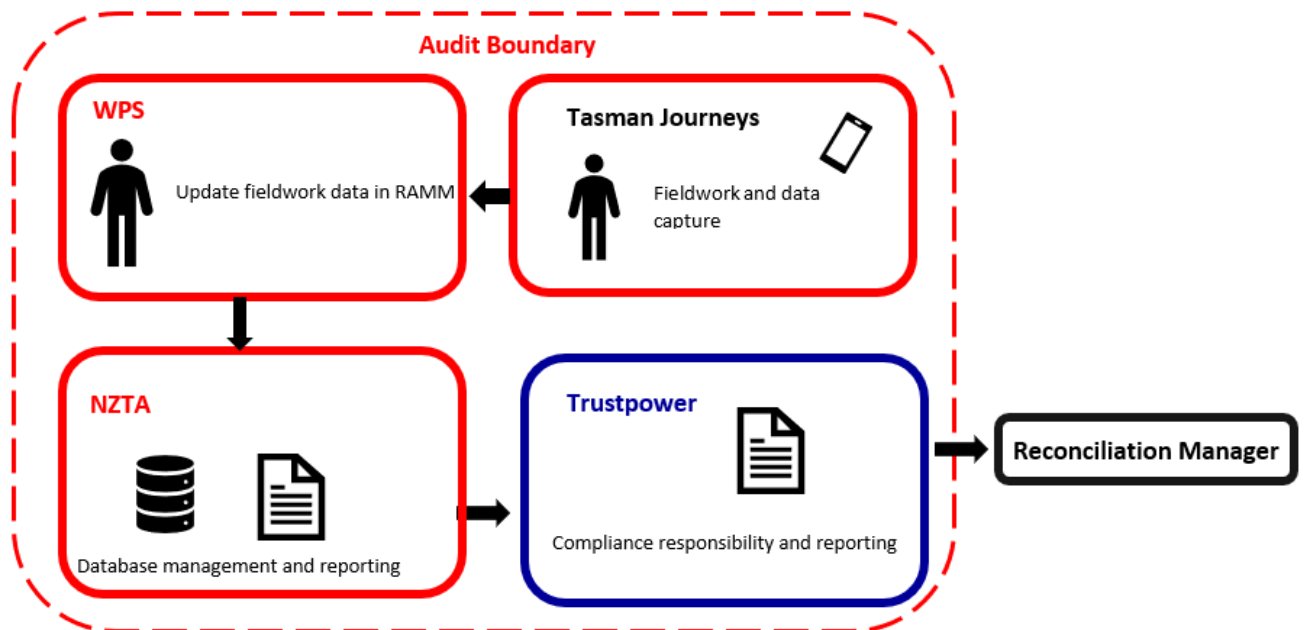 Audit Boundary
WPS
Update fieldwork data in RAMM
Tasman Journeys
Fieldwork and data
capture
NZTA
Database management and reporting
Trustpower
Compliance responsibility and reporting
Reconciliation Manager